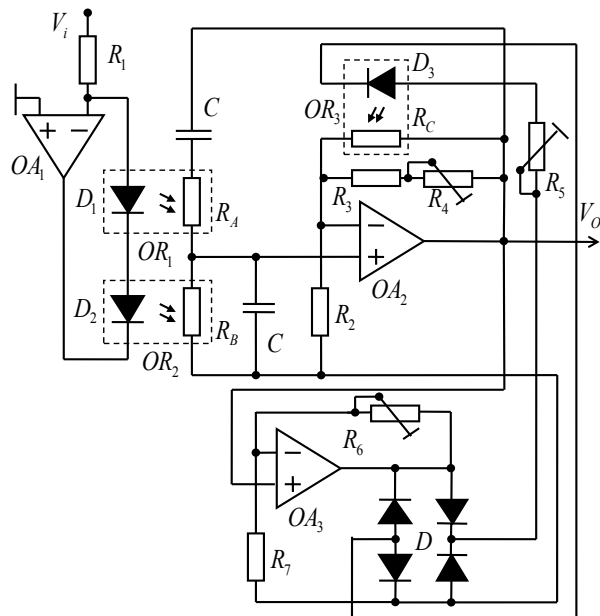 V_i
R_1
D_3
C
OR_3
R_C
+ −
OA_1
D_1
R_A
R_3
R_4
R_5
V_O
OR_1
−
+
OA_2
D_2
R_B
C
R_2
OR_2
R_6
−
+
OA_3
D
R_7